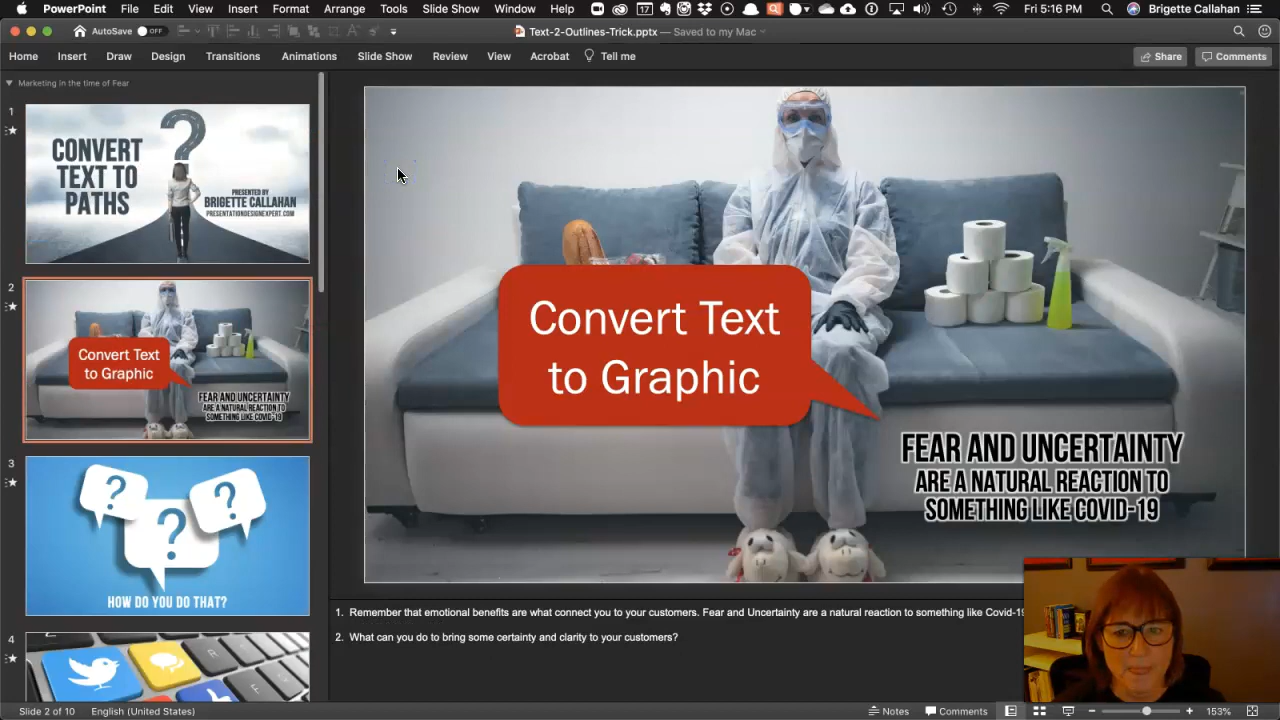 PowerPoint File Edit View Insert Format Arrange Tools Slide Show Window Help 17 Fri 5:16 PM Brigette Callahan
AutoSave OFF Text-2-Outlines-Trick.pptx — Saved to my Mac
Home Insert Draw Design Transitions Animations Slide Show Review View Acrobat Tell me Share Comments
Marketing in the time of Fear
1
CONVERT
TEXT TO
PATHS
?
PRESENTED BY
BRIGETTE CALLAHAN
PRESENTATIONDESIGNEXPERT.COM
2
Convert Text
to Graphic
FEAR AND UNCERTAINTY
ARE A NATURAL REACTION TO
SOMETHING LIKE COVID-19
3
? ? ?
HOW DO YOU DO THAT?
4
Convert Text
to Graphic
FEAR AND UNCERTAINTY
ARE A NATURAL REACTION TO
SOMETHING LIKE COVID-19
1. Remember that emotional benefits are what connect you to your customers. Fear and Uncertainty are a natural reaction to something like Covid-19
2. What can you do to bring some certainty and clarity to your customers?
Slide 2 of 10 English (United States) Notes Comments 153%